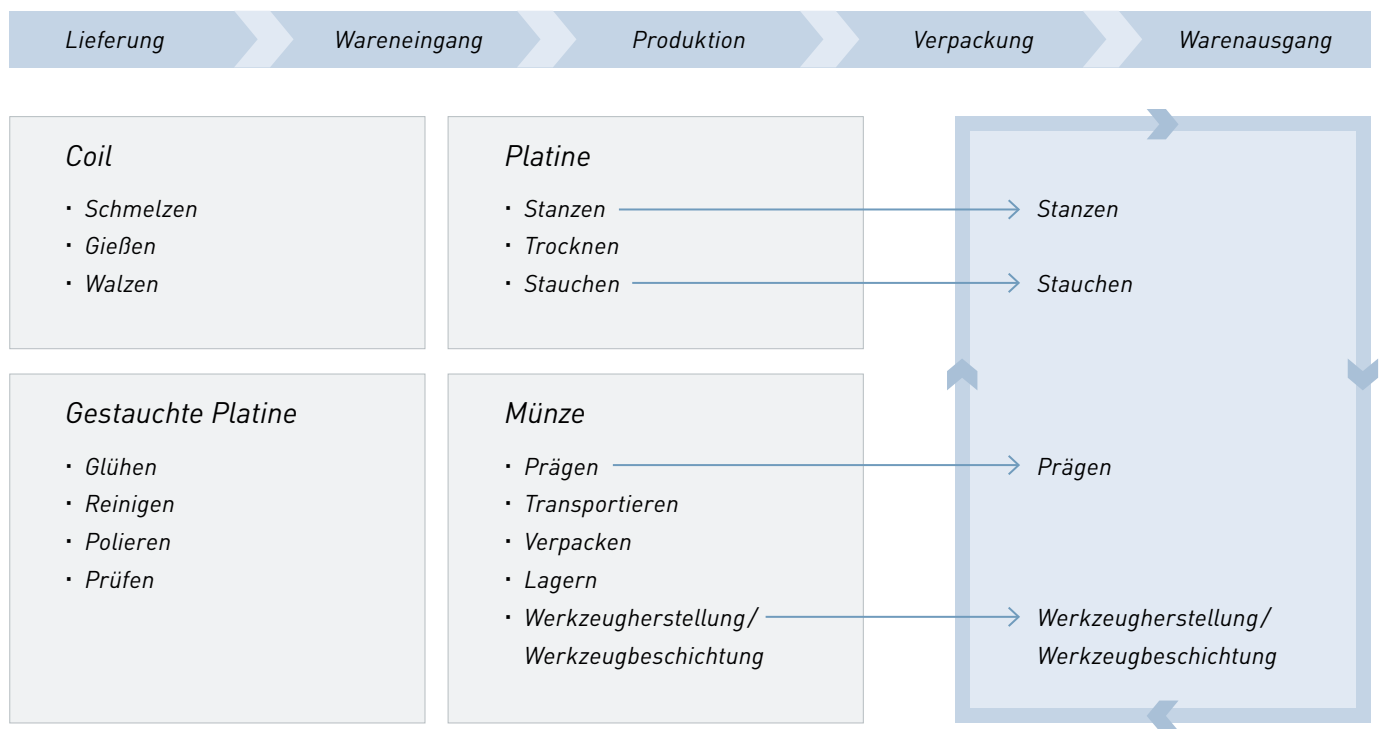 Lieferung
Wareneingang
Produktion
Verpackung
Warenausgang
Coil
· Schmelzen
· Gießen
· Walzen
Platine
· Stanzen
· Trocknen
· Stauchen
Gestauchte Platine
· Glühen
· Reinigen
· Polieren
· Prüfen
Münze
· Prägen
· Transportieren
· Verpacken
· Lagern
· Werkzeugherstellung/
Werkzeugbeschichtung
Stanzen
Stauchen
Prägen
Werkzeugherstellung/
Werkzeugbeschichtung